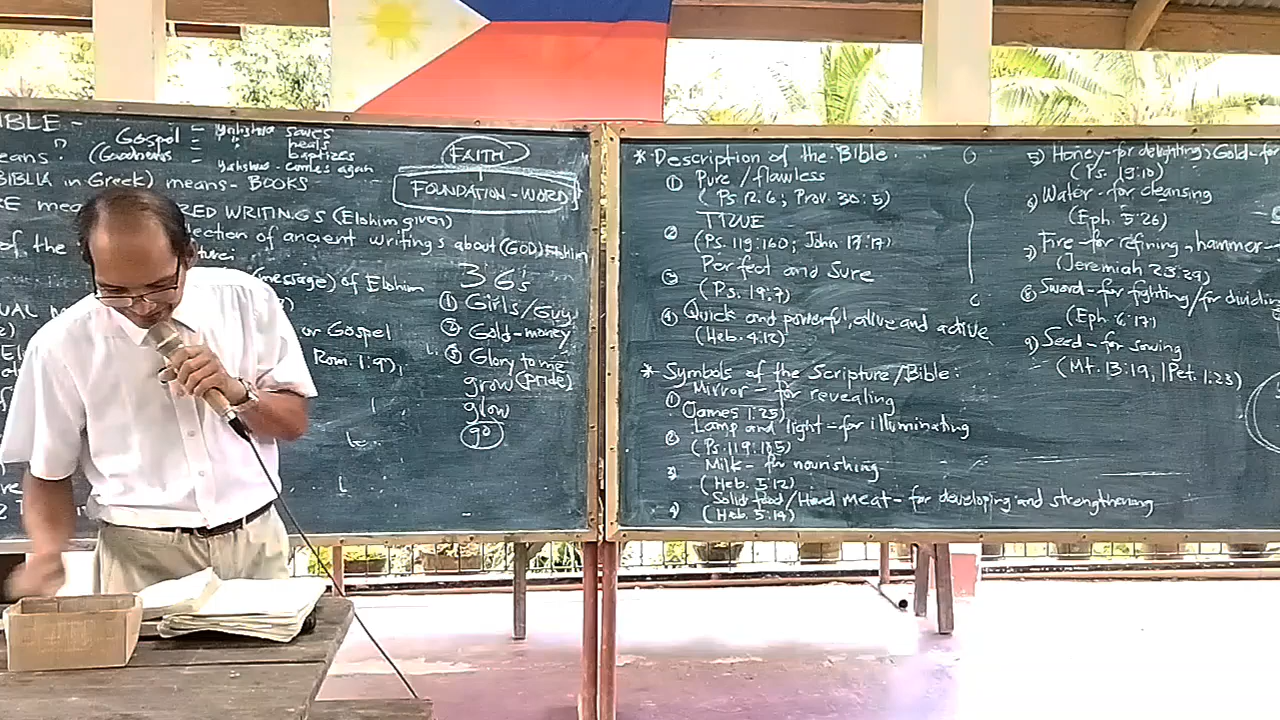 IBLE -
Gospel = Yahshua saves
(Goodnews = " heals
baptizes
eans?
Yahshua - comes again
BIBLIA in Greek) means - BOOKS
RED WRITINGS (Elohim given)
of the
lection of ancient writings about (GOD) Elohim
(message) of Elohim
or Gospel
Rom. 1:9),
FAITH
FOUNDATION - WORD
365
① Girls/Guy
② Gold - money
③ Glory to me
(pride)
grow
glow
go
* Description of the Bible.
① Pure / flawless
(Ps 12:6; Prov. 30:5)
② TRUE
(Ps. 119:160; John 17:17)
③ Perfect and Sure
(Ps. 19:7)
④ Quick and powerful, alive and active
(Heb. 4:12)
* Symbols of the Scripture/Bible:
① Mirror - for revealing
(James 1:25)
② Lamp and light - for illuminating
(Ps. 119:105)
3 Milk - for nourishing
(Heb. 5:12)
4) Solid food/Hard meat - for developing and strengthening
(Heb. 5:14)
5) Honey - for delighting, Gold - for
(Ps. 19:10)
6) Water - for cleansing
(Eph. 5:26)
7) Fire - for refining, hammer -
(Jeremiah 23:29)
⑧ Sword - for fighting/for dividing
(Eph. 6:17)
9) Seed - for sowing
(Mt. 13:19, 1Pet. 1:23)